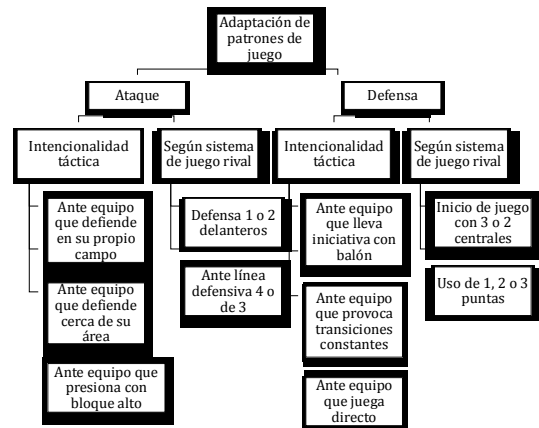 Adaptación de
patrones de
juego
Ataque
Defensa
Intencionalidad
táctica
Según sistema
de juego rival
Intencionalidad
táctica
Según sistema
de juego rival
Ante equipo
que defiende
en su propio
campo
Ante equipo
que defiende
cerca de su
área
Ante equipo que
presiona con
bloque alto
Defensa 1 o 2
delanteros
Ante línea
defensiva 4 o
de 3
Ante equipo
que lleva
iniciativa con
balón
Ante equipo
que provoca
transiciones
constantes
Ante equipo
que juega
directo
Inicio de juego
con 3 o 2
centrales
Uso de 1, 2 o 3
puntas